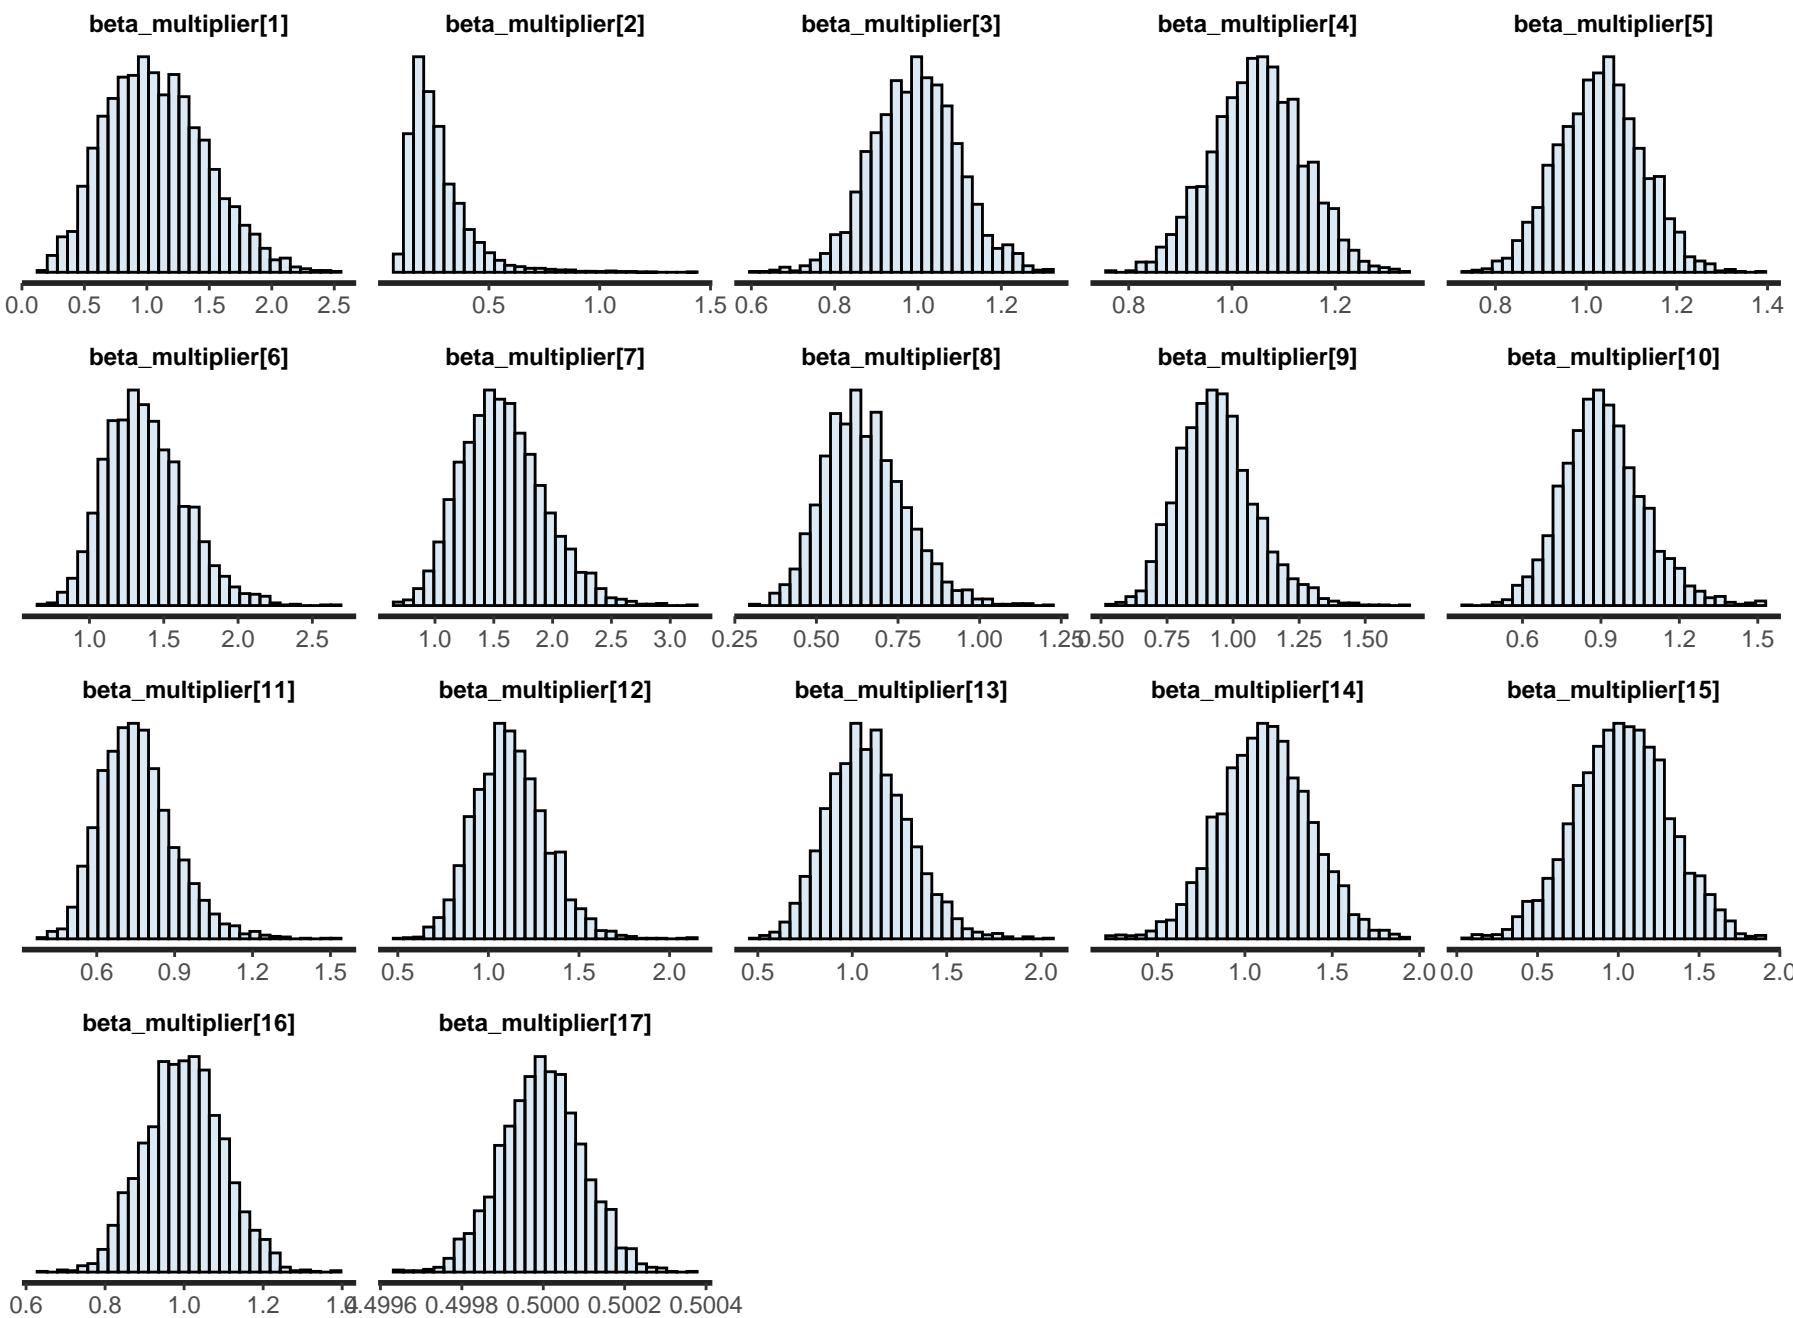 beta_multiplier[1] beta_multiplier[2] beta_multiplier[3] beta_multiplier[4] beta_multiplier[5]
0.0 0.5 1.0 1.5 2.0 2.5 0.5 1.0 1.5 0.6 0.8 1.0 1.2 0.8 1.0 1.2 0.8 1.0 1.2 1.4
beta_multiplier[6] beta_multiplier[7] beta_multiplier[8] beta_multiplier[9] beta_multiplier[10]
1.0 1.5 2.0 2.5 1.0 1.5 2.0 2.5 3.0 0.25 0.50 0.75 1.00 1.25 0.50 0.75 1.00 1.25 1.50 0.6 0.9 1.2 1.5
beta_multiplier[11] beta_multiplier[12] beta_multiplier[13] beta_multiplier[14] beta_multiplier[15]
0.6 0.9 1.2 1.5 0.5 1.0 1.5 2.0 0.5 1.0 1.5 2.0 0.5 1.0 1.5 2.0 0.0 0.5 1.0 1.5 2.0
beta_multiplier[16] beta_multiplier[17]
0.6 0.8 1.0 1.2 1.4 0.4996 0.4998 0.5000 0.5002 0.5004